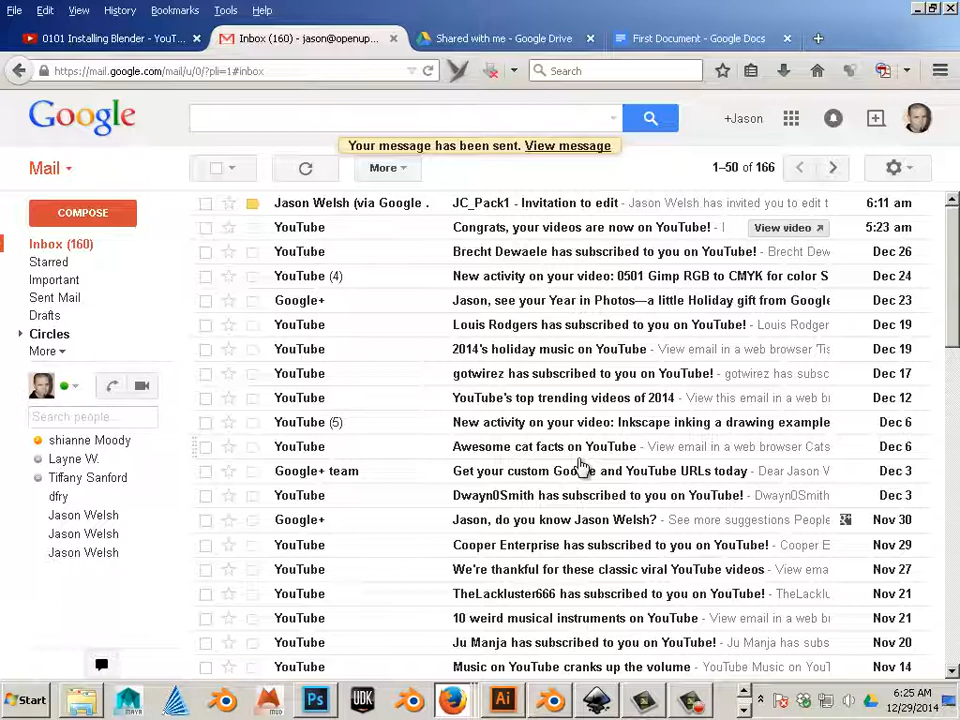 File Edit View History Bookmarks Tools Help
0101 Installing Blender - YouT... Inbox (160) - jason@openup... Shared with me - Google Drive First Document - Google Docs
https://mail.google.com/mail/u/0/?pli=1#inbox Search
Google +Jason
Your message has been sent. View message
Mail More 1–50 of 166
COMPOSE
Inbox (160)
Starred
Important
Sent Mail
Drafts
Circles
More
Search people...
shianne Moody
Layne W.
Tiffany Sanford
dfry
Jason Welsh
Jason Welsh
Jason Welsh
Jason Welsh (via Google . JC_Pack1 - Invitation to edit - Jason Welsh has invited you to edit t 6:11 am
YouTube Congrats, your videos are now on YouTube! - View video 5:23 am
YouTube Brecht Dewaele has subscribed to you on YouTube! - Brecht Dewae Dec 26
YouTube (4) New activity on your video: 0501 Gimp RGB to CMYK for color S Dec 24
Google+ Jason, see your Year in Photos—a little Holiday gift from Google Dec 23
YouTube Louis Rodgers has subscribed to you on YouTube! - Louis Rodger Dec 19
YouTube 2014's holiday music on YouTube - View email in a web browser 'Tis Dec 19
YouTube gotwirez has subscribed to you on YouTube! - gotwirez has subsc Dec 17
YouTube YouTube's top trending videos of 2014 - View this email in a web brow Dec 12
YouTube (5) New activity on your video: Inkscape inking a drawing example Dec 6
YouTube Awesome cat facts on YouTube - View email in a web browser Cats Dec 6
Google+ team Get your custom Google and YouTube URLs today - Dear Jason W Dec 3
YouTube Dwayn0Smith has subscribed to you on YouTube! - Dwayn0Smith Dec 3
Google+ Jason, do you know Jason Welsh? - See more suggestions People Nov 30
YouTube Cooper Enterprise has subscribed to you on YouTube! - Cooper E Nov 29
YouTube We're thankful for these classic viral YouTube videos - View ema Nov 27
YouTube TheLackluster666 has subscribed to you on YouTube! - TheLacklu Nov 21
YouTube 10 weird musical instruments on YouTube - View email in a web brow Nov 21
YouTube Ju Manja has subscribed to you on YouTube! - Ju Manja has subs Nov 20
YouTube Music on YouTube cranks up the volume - YouTube Music on YouT Nov 14
Start MAYA MUD Ps UDK Ai 6:25 AM
12/29/2014